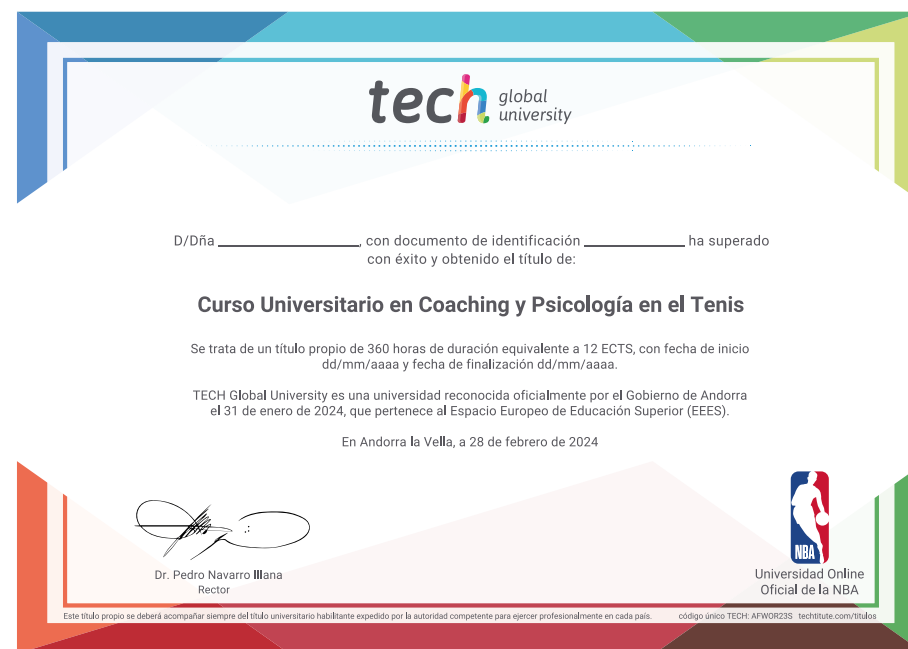 tech global university
D/Dña ____________________, con documento de identificación ______________ ha superado
con éxito y obtenido el título de:
Curso Universitario en Coaching y Psicología en el Tenis
Se trata de un título propio de 360 horas de duración equivalente a 12 ECTS, con fecha de inicio
dd/mm/aaaa y fecha de finalización dd/mm/aaaa.
TECH Global University es una universidad reconocida oficialmente por el Gobierno de Andorra
el 31 de enero de 2024, que pertenece al Espacio Europeo de Educación Superior (EEES).
En Andorra la Vella, a 28 de febrero de 2024
Dr. Pedro Navarro Illana
Rector
NBA
Universidad Online
Oficial de la NBA
Este título propio se deberá acompañar siempre del título universitario habilitante expedido por la autoridad competente para ejercer profesionalmente en cada país. código único TECH: AFWOR23S techtitute.com/titulos